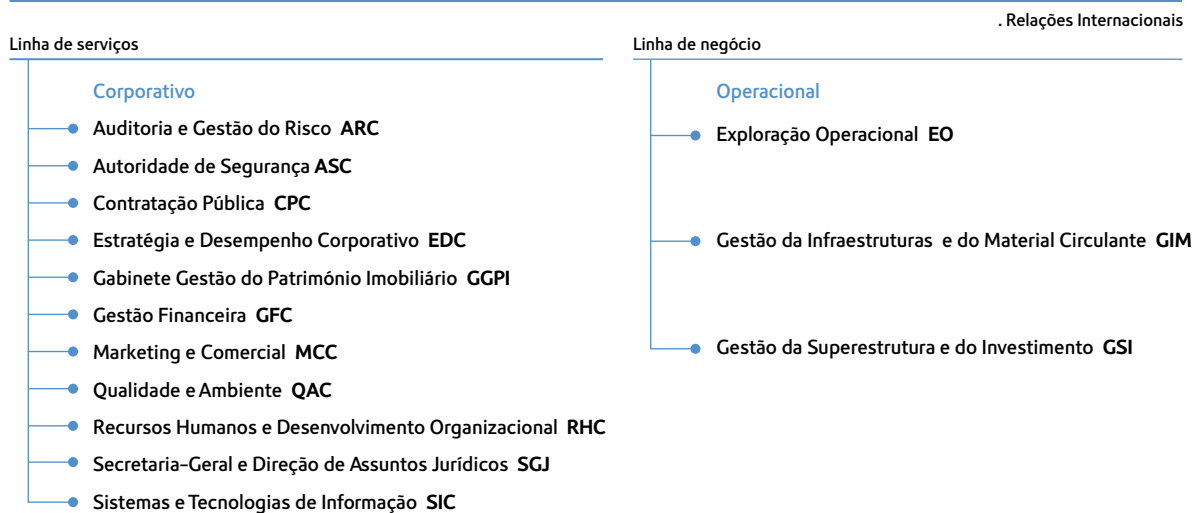 . Relações Internacionais
Linha de serviços
Corporativo
Auditoria e Gestão do Risco ARC
Autoridade de Segurança ASC
Contratação Pública CPC
Estratégia e Desempenho Corporativo EDC
Gabinete Gestão do Património Imobiliário GGPI
Gestão Financeira GFC
Marketing e Comercial MCC
Qualidade e Ambiente QAC
Recursos Humanos e Desenvolvimento Organizacional RHC
Secretaria-Geral e Direção de Assuntos Jurídicos SGJ
Sistemas e Tecnologias de Informação SIC
Linha de negócio
Operacional
Exploração Operacional EO
Gestão da Infraestruturas e do Material Circulante GIM
Gestão da Superestrutura e do Investimento GSI